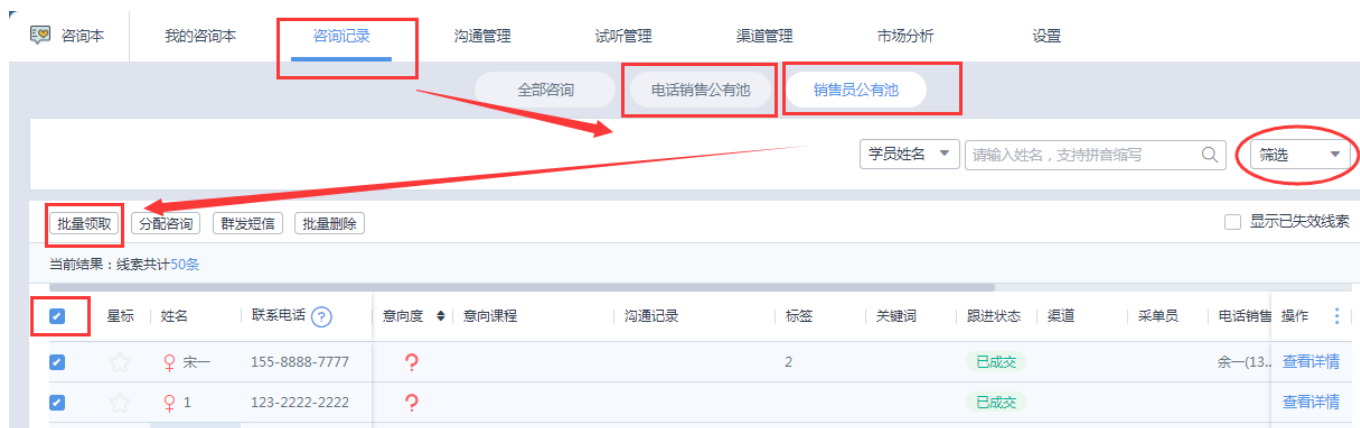 咨询本 我的咨询本 咨询记录 沟通管理 试听管理 渠道管理 市场分析 设置
全部咨询 电话销售公有池 销售员公有池
学员姓名 请输入姓名，支持拼音缩写 筛选
批量领取 分配咨询 群发短信 批量删除 显示已失效线索
当前结果：线索共计50条
星标 姓名 联系电话 ? 意向度 意向课程 沟通记录 标签 关键词 跟进状态 渠道 采单员 电话销售 操作
宋一 155-8888-7777 ? 2 已成交 余一(13.. 查看详情
1 123-2222-2222 ? 已成交 查看详情